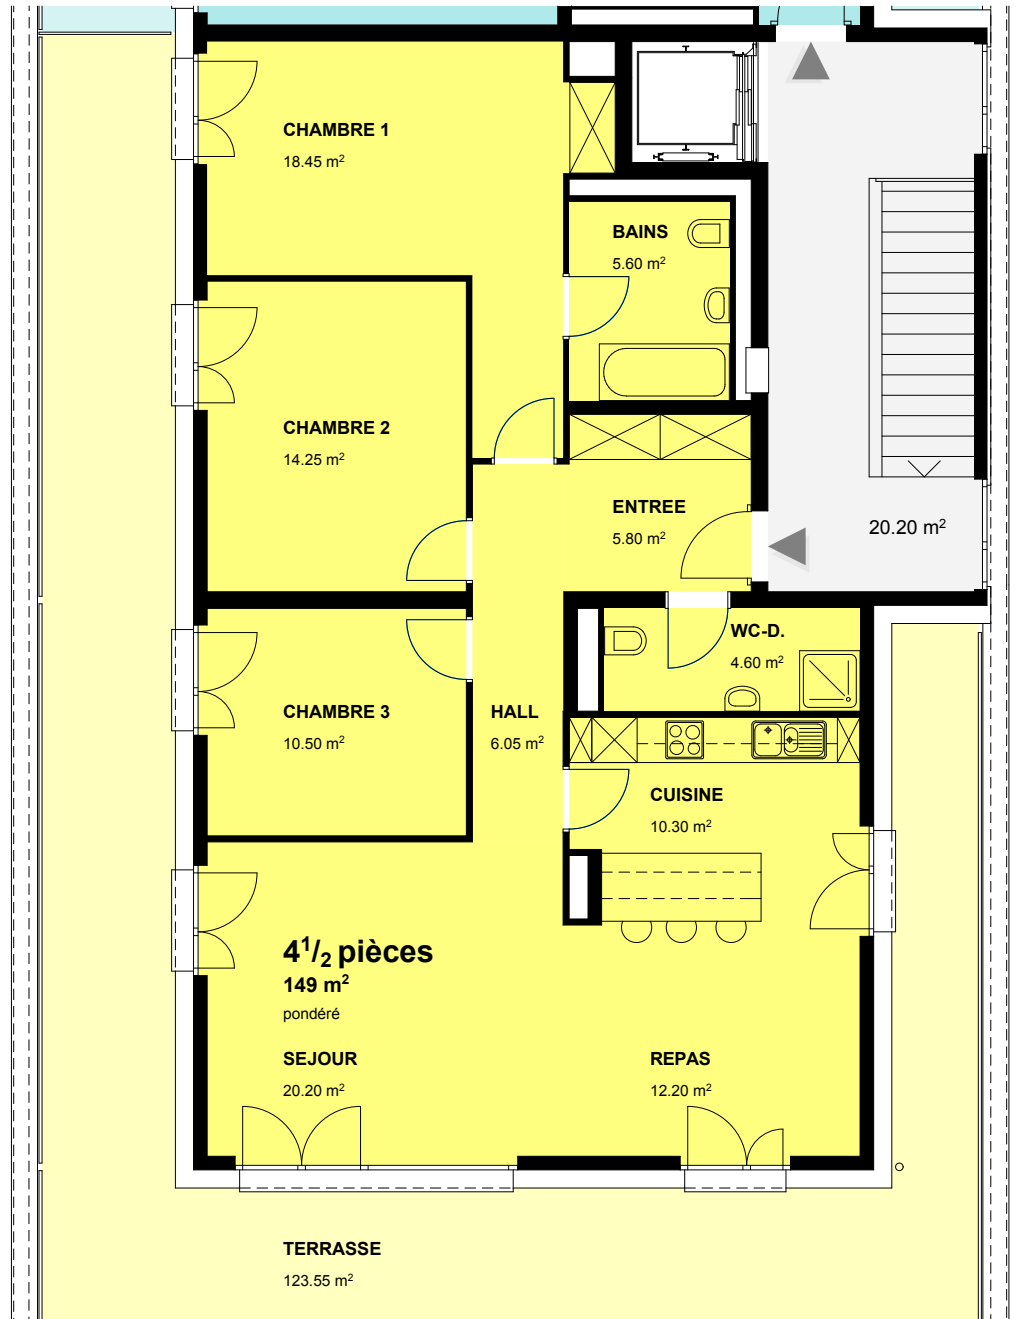 CHAMBRE 1
18.45 m²
BAINS
5.60 m²
CHAMBRE 2
14.25 m²
ENTREE
5.80 m²
20.20 m²
WC-D.
4.60 m²
CHAMBRE 3
10.50 m²
HALL
6.05 m²
CUISINE
10.30 m²
4¹/₂ pièces
149 m²
pondéré
SEJOUR
20.20 m²
REPAS
12.20 m²
TERRASSE
123.55 m²